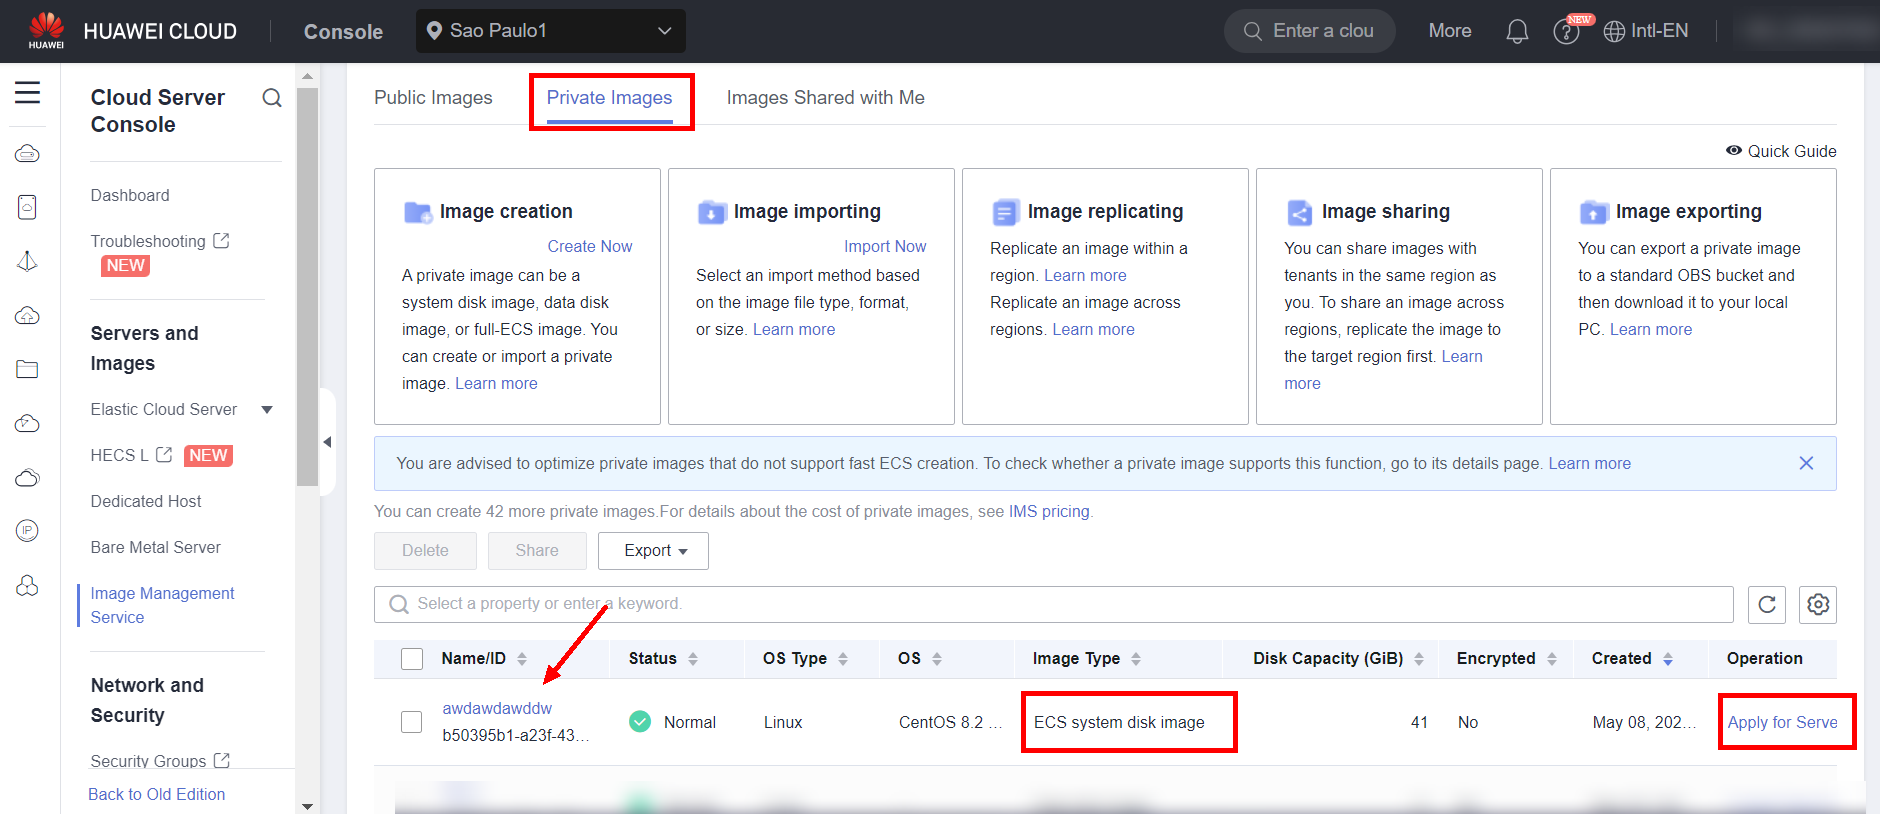 HUAWEI
HUAWEI CLOUD
Console
Sao Paulo1
Enter a clou
More
NEW
Intl-EN
Cloud Server
Console
Dashboard
Troubleshooting
NEW
Servers and
Images
Elastic Cloud Server
HECS L NEW
Dedicated Host
Bare Metal Server
Image Management
Service
Network and
Security
Security Groups
Back to Old Edition
IP
Public Images
Private Images
Images Shared with Me
Quick Guide
Image creation
Create Now
A private image can be a
system disk image, data disk
image, or full-ECS image. You
can create or import a private
image. Learn more
Image importing
Import Now
Select an import method based
on the image file type, format,
or size. Learn more
Image replicating
Replicate an image within a
region. Learn more
Replicate an image across
regions. Learn more
Image sharing
You can share images with
tenants in the same region as
you. To share an image across
regions, replicate the image to
the target region first. Learn
more
Image exporting
You can export a private image
to a standard OBS bucket and
then download it to your local
PC. Learn more
You are advised to optimize private images that do not support fast ECS creation. To check whether a private image supports this function, go to its details page. Learn more
You can create 42 more private images.For details about the cost of private images, see IMS pricing.
Delete
Share
Export
Select a property or enter a keyword.
Name/ID Status OS Type OS Image Type Disk Capacity (GiB) Encrypted Created Operation
awdawdawddw
b50395b1-a23f-43...
Normal Linux CentOS 8.2 ... ECS system disk image 41 No May 08, 202... Apply for Serve